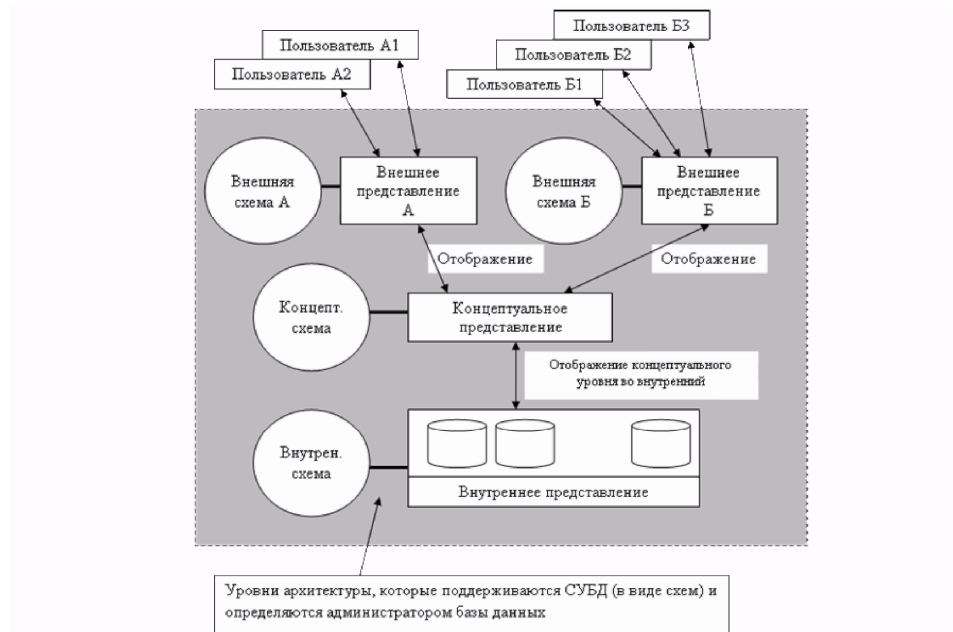 Пользователь Б3
Пользователь А1
Пользователь Б2
Пользователь А2
Пользователь Б1
Внешняя
схема А
Внешнее
представление
А
Внешняя
схема Б
Внешнее
представление
Б
Отображение
Отображение
Концепт.
схема
Концептуальное
представление
Отображение концептуального
уровня во внутренний
Внутрен.
схема
Внутреннее представление
Уровни архитектуры, которые поддерживаются СУБД (в виде схем) и
определяются администратором базы данных